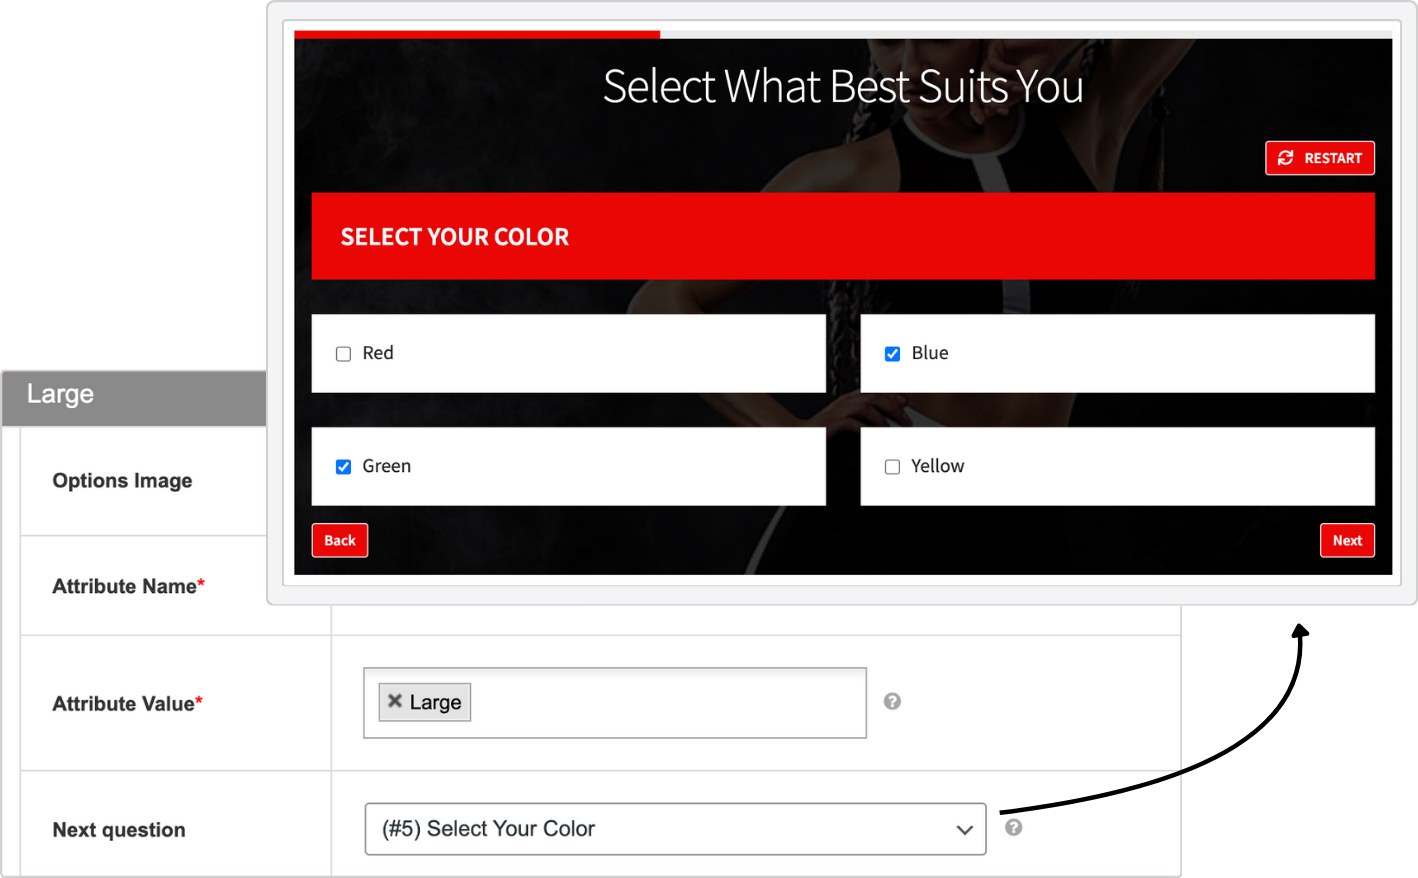 Select What Best Suits You
RESTART
SELECT YOUR COLOR
Red
Blue
Green
Yellow
Back
Next
Large
Options Image
Attribute Name*
Attribute Value*
× Large
?
Next question
(#5) Select Your Color
?